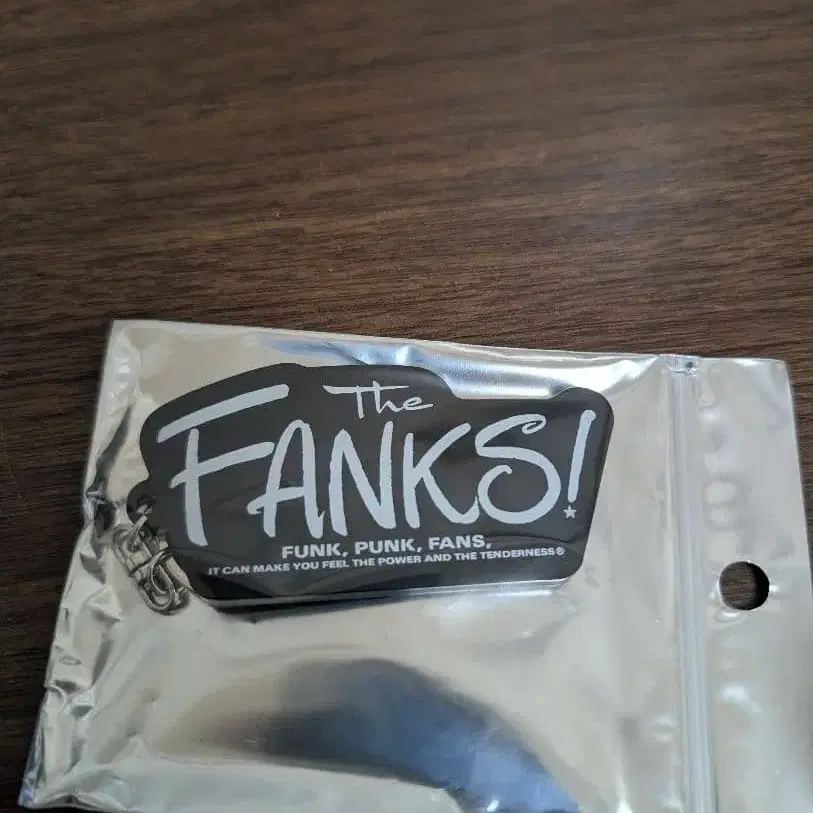 The
FANKS!
FUNK, PUNK, FANS,
IT CAN MAKE YOU FEEL THE POWER AND THE TENDERNESS®